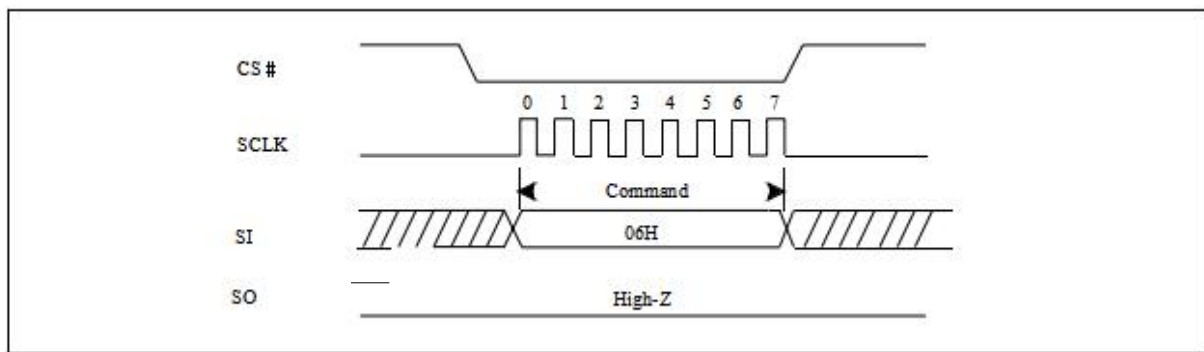 CS#
0 1 2 3 4 5 6 7
SCLK
Command
SI
06H
SO
High-Z